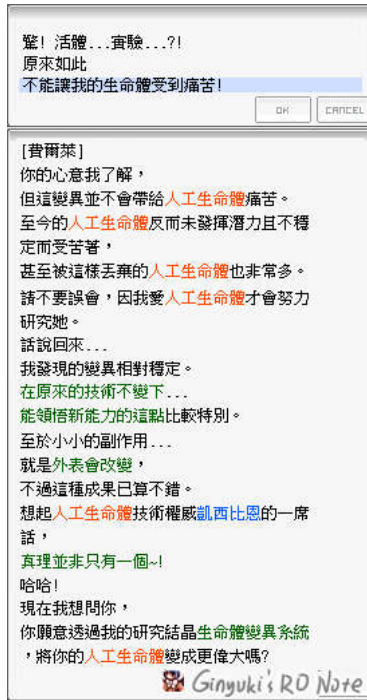 驚! 活體...實驗...?!
原來如此
不能讓我的生命體受到痛苦!
OK
CANCEL
[費爾萊]
你的心意我了解，
但這變異並不會帶給人工生命體痛苦。
至今的人工生命體反而未發揮潛力且不穩
定而受苦著，
甚至被這樣丟棄的人工生命體也非常多。
請不要誤會，因我愛人工生命體才會努力
研究她。
話說回來...
我發現的變異相對穩定。
在原來的技術不變下...
能領悟新能力的這點比較特別。
至於小小的副作用...
就是外表會改變，
不過這種成果已算不錯。
想起人工生命體技術權威凱西比恩的一席
話，
真理並非只有一個~!
哈哈!
現在我想問你，
你願意透過我的研究結晶生命體變異系統
，將你的人工生命體變成更偉大嗎?
Ginyuki's RO Note